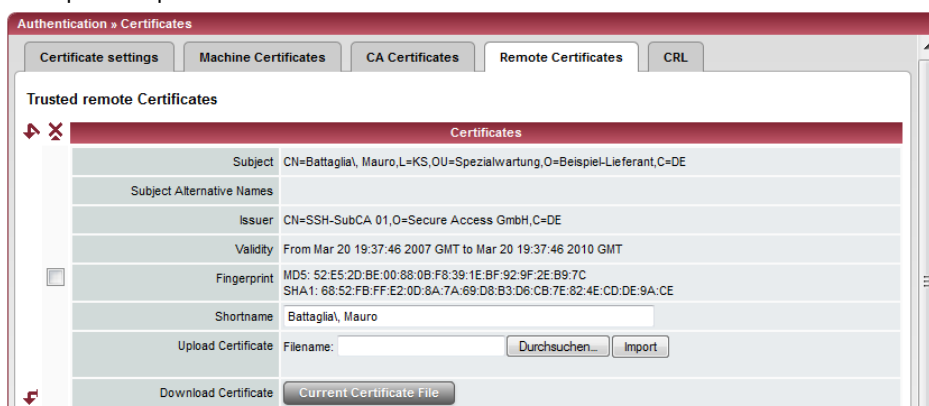 Authentication » Certificates
Certificate settings Machine Certificates CA Certificates Remote Certificates CRL
Trusted remote Certificates
Certificates
Subject CN=Battaglia\, Mauro,L=KS,OU=Spezialwartung,O=Beispiel-Lieferant,C=DE
Subject Alternative Names
Issuer CN=SSH-SubCA 01,O=Secure Access GmbH,C=DE
Validity From Mar 20 19:37:46 2007 GMT to Mar 20 19:37:46 2010 GMT
Fingerprint MD5: 52:E5:2D:BE:00:88:0B:F8:39:1E:BF:92:9F:2E:B9:7C
SHA1: 68:52:FB:FF:E2:0D:8A:7A:69:D8:B3:D6:CB:7E:82:4E:CD:DE:9A:CE
Shortname Battaglia\, Mauro
Upload Certificate Filename: Durchsuchen... Import
Download Certificate Current Certificate File